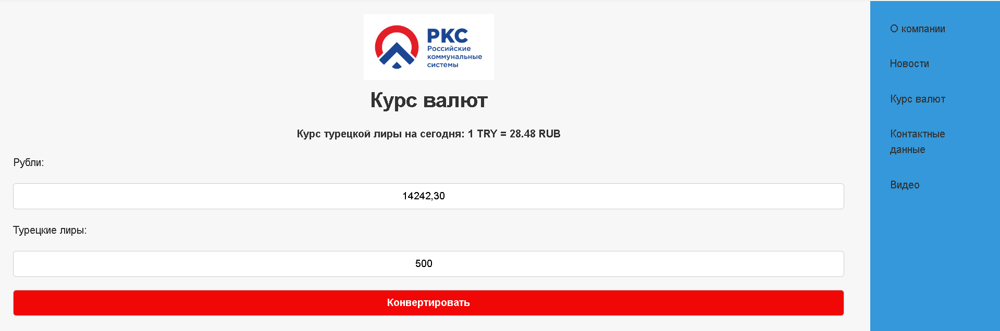 РКС
Российские
коммунальные
системы
Курс валют
Курс турецкой лиры на сегодня: 1 TRY = 28.48 RUB
Рубли:
14242,30
Турецкие лиры:
500
Конвертировать
О компании
Новости
Курс валют
Контактные
данные
Видео